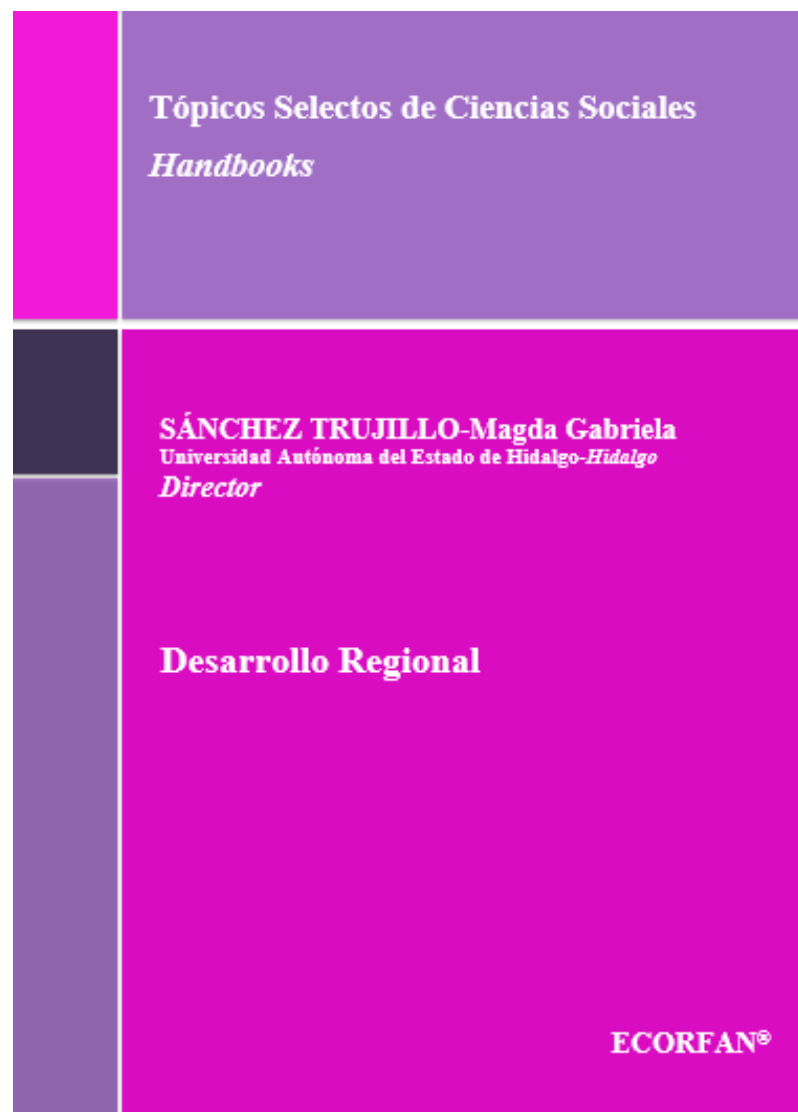 Tópicos Selectos de Ciencias Sociales
Handbooks
SÁNCHEZ TRUJILLO-Magda Gabriela
Universidad Autónoma del Estado de Hidalgo-Hidalgo
Director
Desarrollo Regional
ECORFAN®